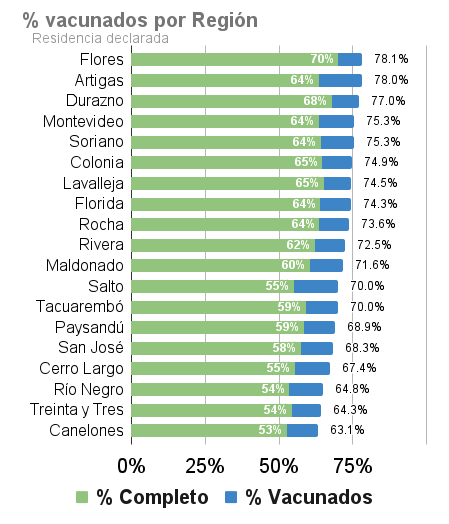 % vacunados por Región
Residencia declarada
Flores 70% 78.1%
Artigas 64% 78.0%
Durazno 68% 77.0%
Montevideo 64% 75.3%
Soriano 64% 75.3%
Colonia 65% 74.9%
Lavalleja 65% 74.5%
Florida 64% 74.3%
Rocha 64% 73.6%
Rivera 62% 72.5%
Maldonado 60% 71.6%
Salto 55% 70.0%
Tacuarembó 59% 70.0%
Paysandú 59% 68.9%
San José 58% 68.3%
Cerro Largo 55% 67.4%
Río Negro 54% 64.8%
Treinta y Tres 54% 64.3%
Canelones 53% 63.1%
0% 25% 50% 75%
% Completo % Vacunados